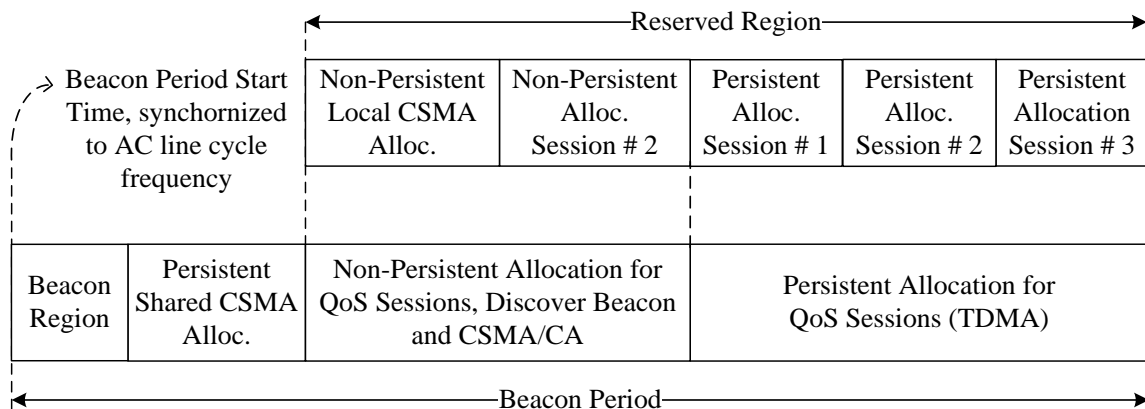 Reserved Region
Beacon Period Start
Time, synchornized
to AC line cycle
frequency
Non-Persistent
Local CSMA
Alloc.
Non-Persistent
Alloc.
Session # 2
Persistent
Alloc.
Session # 1
Persistent
Alloc.
Session # 2
Persistent
Allocation
Session # 3
Beacon
Region
Persistent
Shared CSMA
Alloc.
Non-Persistent Allocation for
QoS Sessions, Discover Beacon
and CSMA/CA
Persistent Allocation for
QoS Sessions (TDMA)
Beacon Period